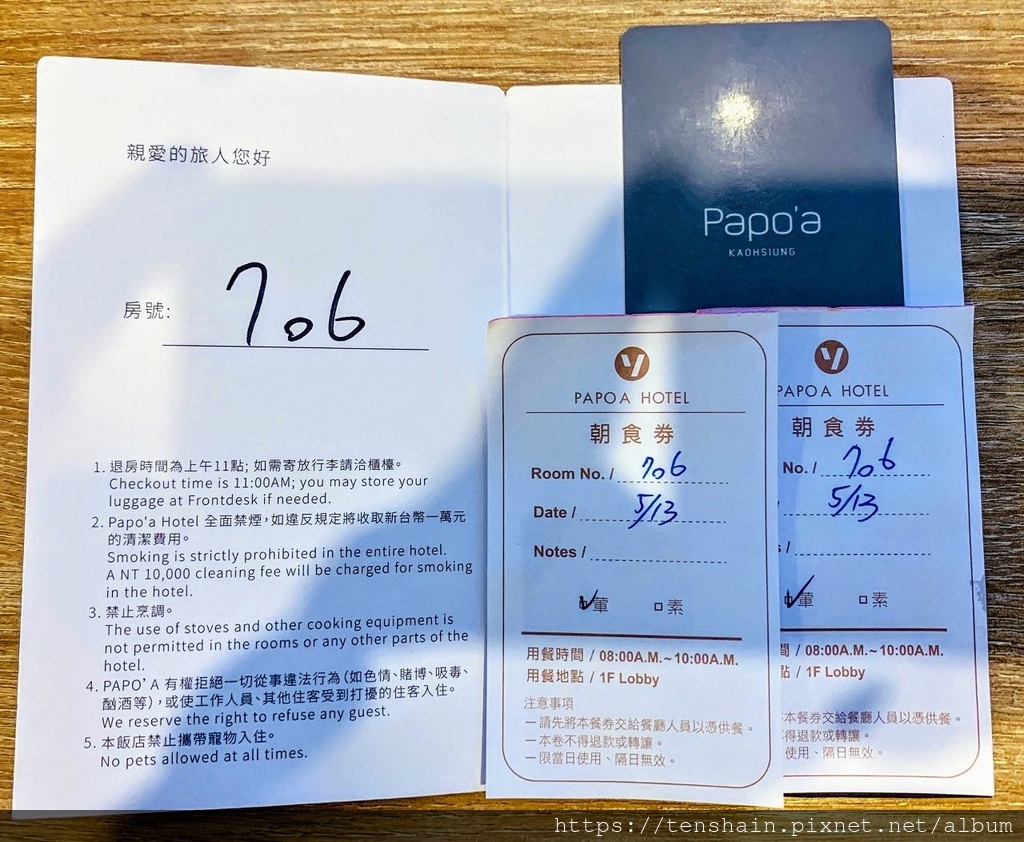 親愛的旅人您好
房號: 706
1. 退房時間為上午11點; 如需寄放行李請洽櫃檯。
Checkout time is 11:00AM; you may store your
luggage at Frontdesk if needed.
2. Papo'a Hotel 全面禁煙,如違反規定將收取新台幣一萬元
的清潔費用。
Smoking is strictly prohibited in the entire hotel.
A NT 10,000 cleaning fee will be charged for smoking
in the hotel.
3. 禁止烹調。
The use of stoves and other cooking equipment is
not permitted in the rooms or any other parts of the
hotel.
4. PAPO'A 有權拒絕一切從事違法行為(如色情、賭博、吸毒、
酗酒等),或使工作人員、其他住客受到打擾的住客入住。
We reserve the right to refuse any guest.
5. 本飯店禁止攜帶寵物入住。
No pets allowed at all times.
Papo'a
KAOHSIUNG
PAPOA HOTEL
朝食劵
Room No. / 706
Date / 5/13
Notes /
葷 素
用餐時間 / 08:00A.M.~10:00A.M.
用餐地點 / 1F Lobby
注意事項
一請先將本餐券交給餐廳人員以憑供餐。
一本卷不得退款或轉讓。
一限當日使用、隔日無效。
PAPOA HOTEL
朝食劵
No. / 706
/ 5/13
s /
葷 素
間 / 08:00A.M.~10:00A.M.
點 / 1F Lobby
本餐券交給餐廳人員以憑供餐。
得退款或轉讓。
使用、隔日無效。
https://tenshain.pixnet.net/album